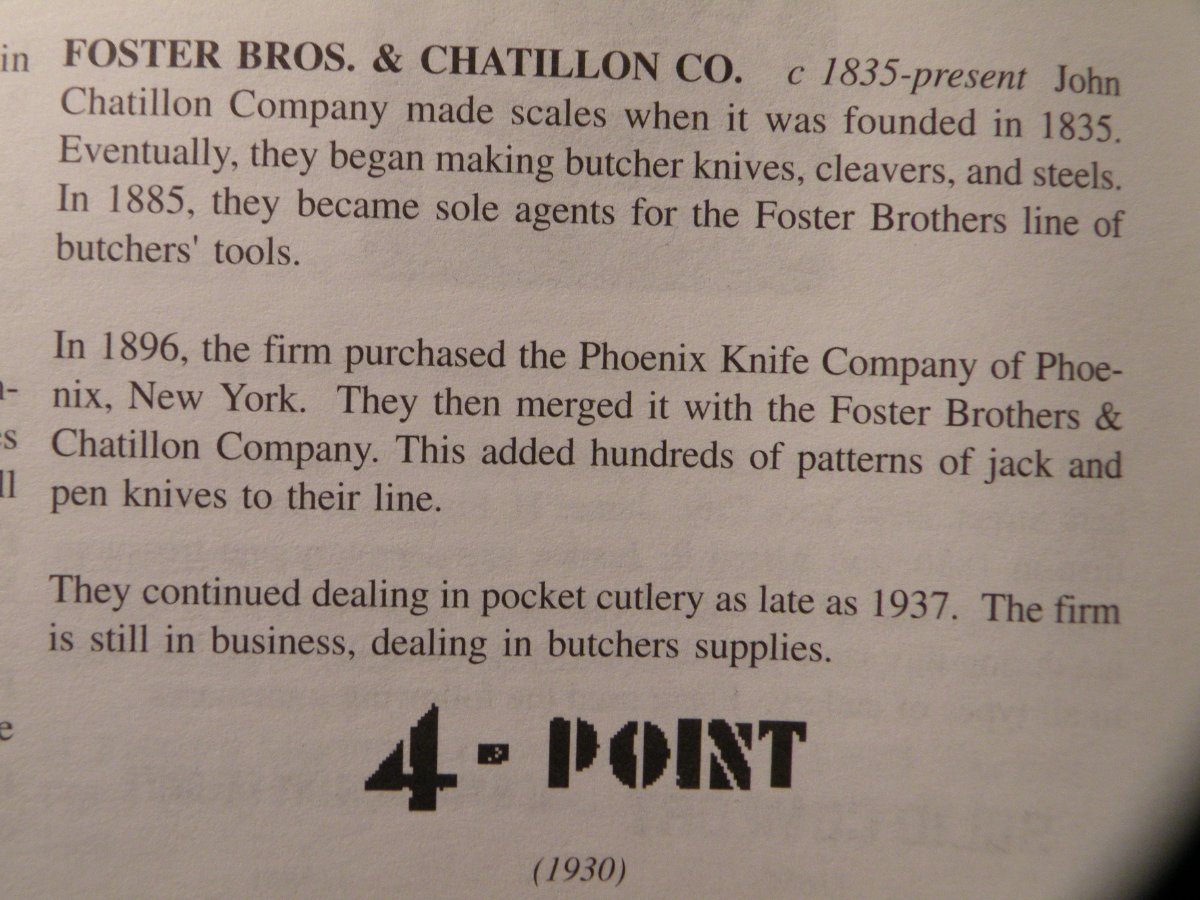 in FOSTER BROS. & CHATILLON CO. c 1835-present John
Chatillon Company made scales when it was founded in 1835.
Eventually, they began making butcher knives, cleavers, and steels.
In 1885, they became sole agents for the Foster Brothers line of
butchers' tools.
In 1896, the firm purchased the Phoenix Knife Company of Phoe-
nix, New York. They then merged it with the Foster Brothers &
Chatillon Company. This added hundreds of patterns of jack and
pen knives to their line.
They continued dealing in pocket cutlery as late as 1937. The firm
is still in business, dealing in butchers supplies.
4 - POINT
(1930)